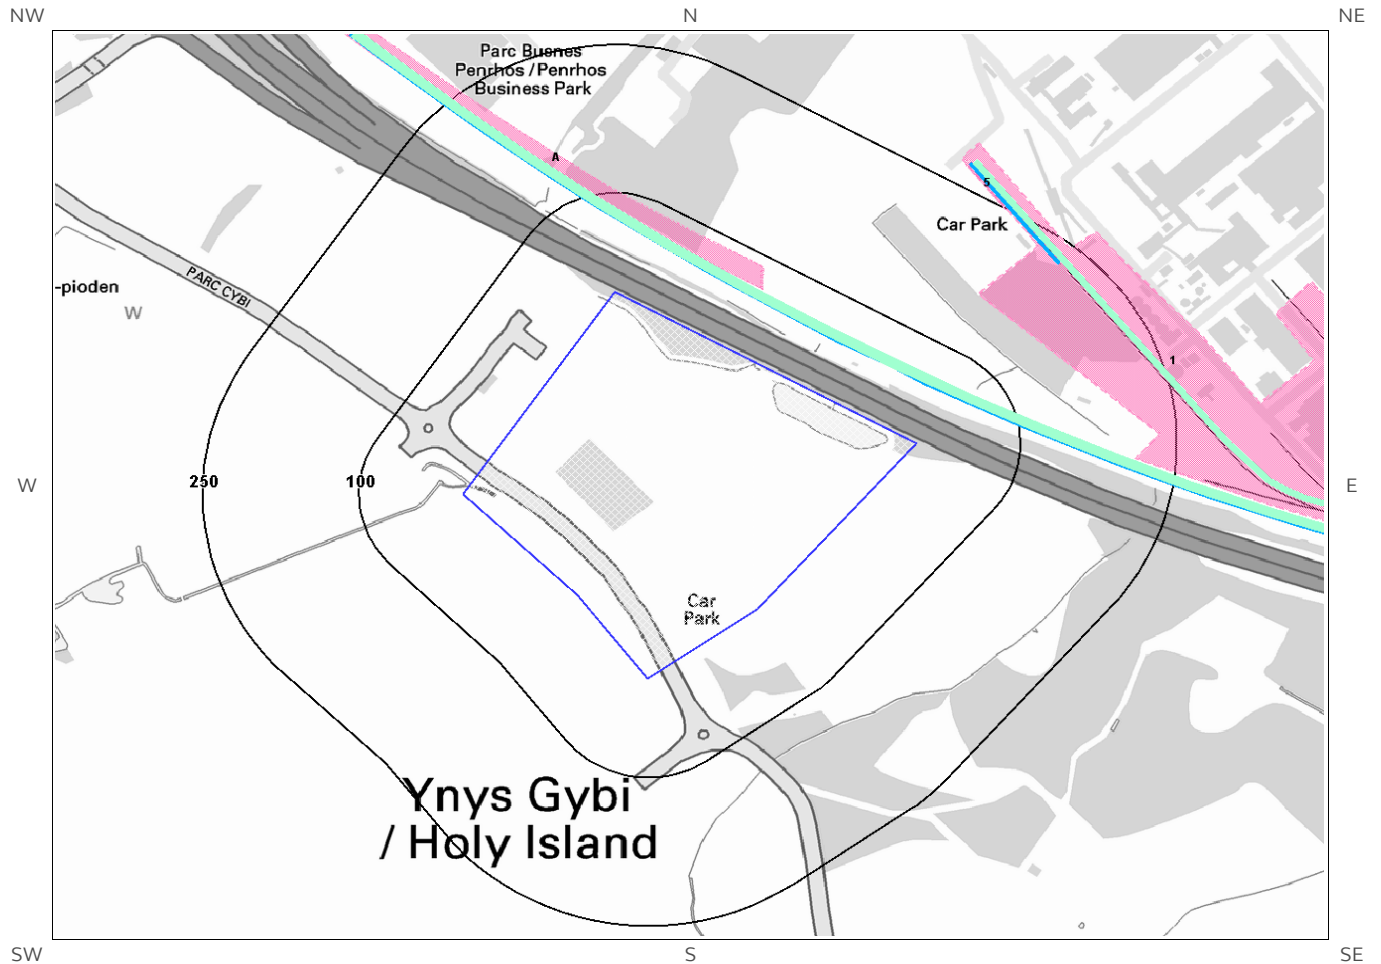 NW
N
NE
Parc Busnes
Penrhos / Penrhos
Business Park
A
5
Car Park
PARC CYBI
-pioden
W
1
W
250
100
E
Car
Park
Ynys Gybi
/ Holy Island
SW
S
SE